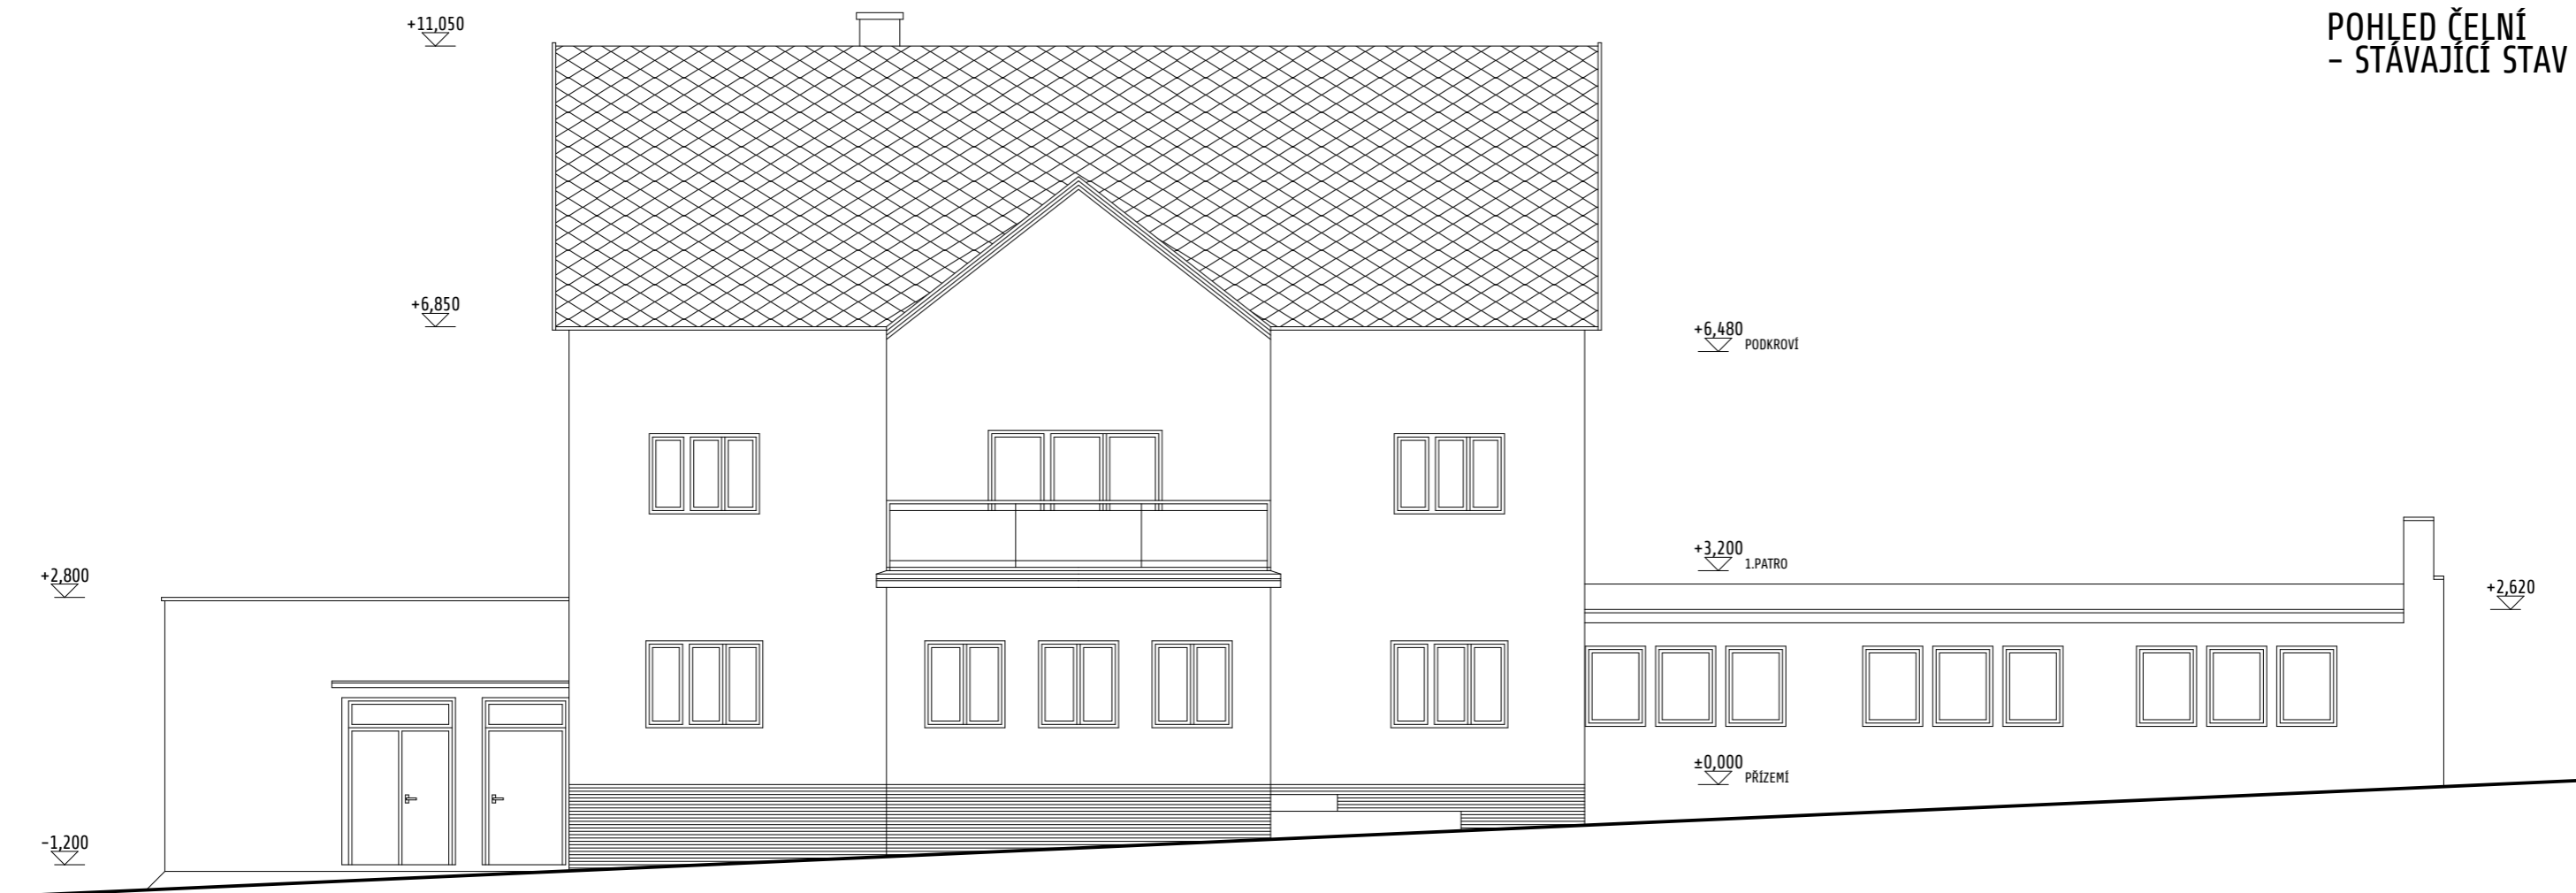 +11,050
POHLED ČELNÍ
- STÁVAJÍCÍ STAV
+6,850
+6,480
PODKROVÍ
+3,200
1.PATRO
+2,800
+2,620
±0,000
PŘÍZEMÍ
-1,200